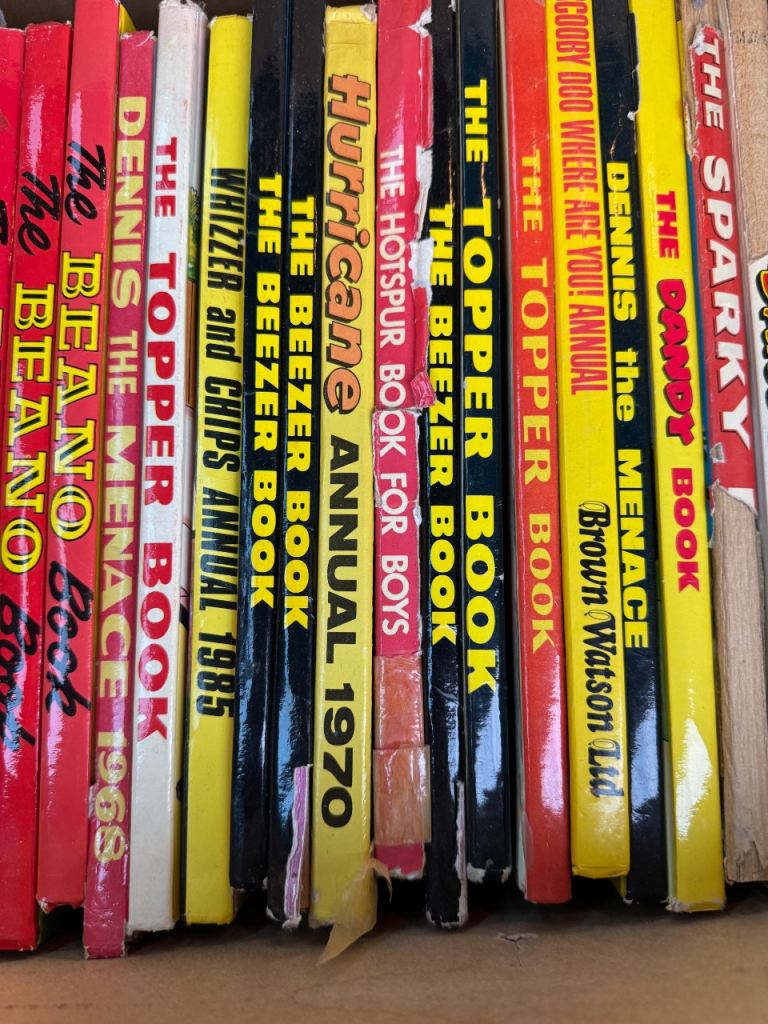 The BEANO Book
The BEANO Book
DENNIS THE MENACE 1968
THE TOPPER BOOK
WHIZZER and CHIPS ANNUAL 1985
THE BEEZER BOOK
THE BEEZER BOOK
Hurricane ANNUAL 1970
THE HOTSPUR BOOK FOR BOYS
THE BEEZER BOOK
THE TOPPER BOOK
THE TOPPER BOOK
SCOOBY DOO WHERE ARE YOU! ANNUAL
Brown Watson Ltd
DENNIS the MENACE
THE DANDY BOOK
THE SPARKY